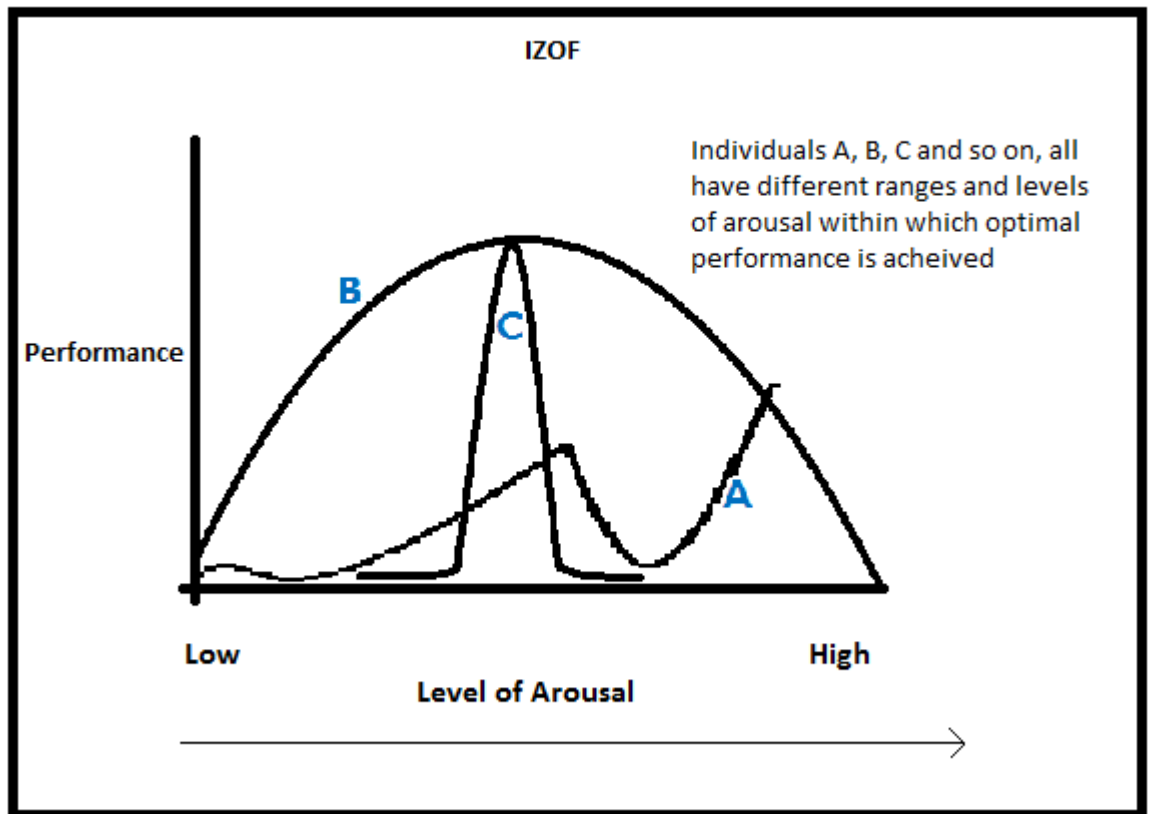 IZOF
Individuals A, B, C and so on, all
have different ranges and levels
of arousal within which optimal
performance is acheived
B
C
Performance
A
Low
High
Level of Arousal